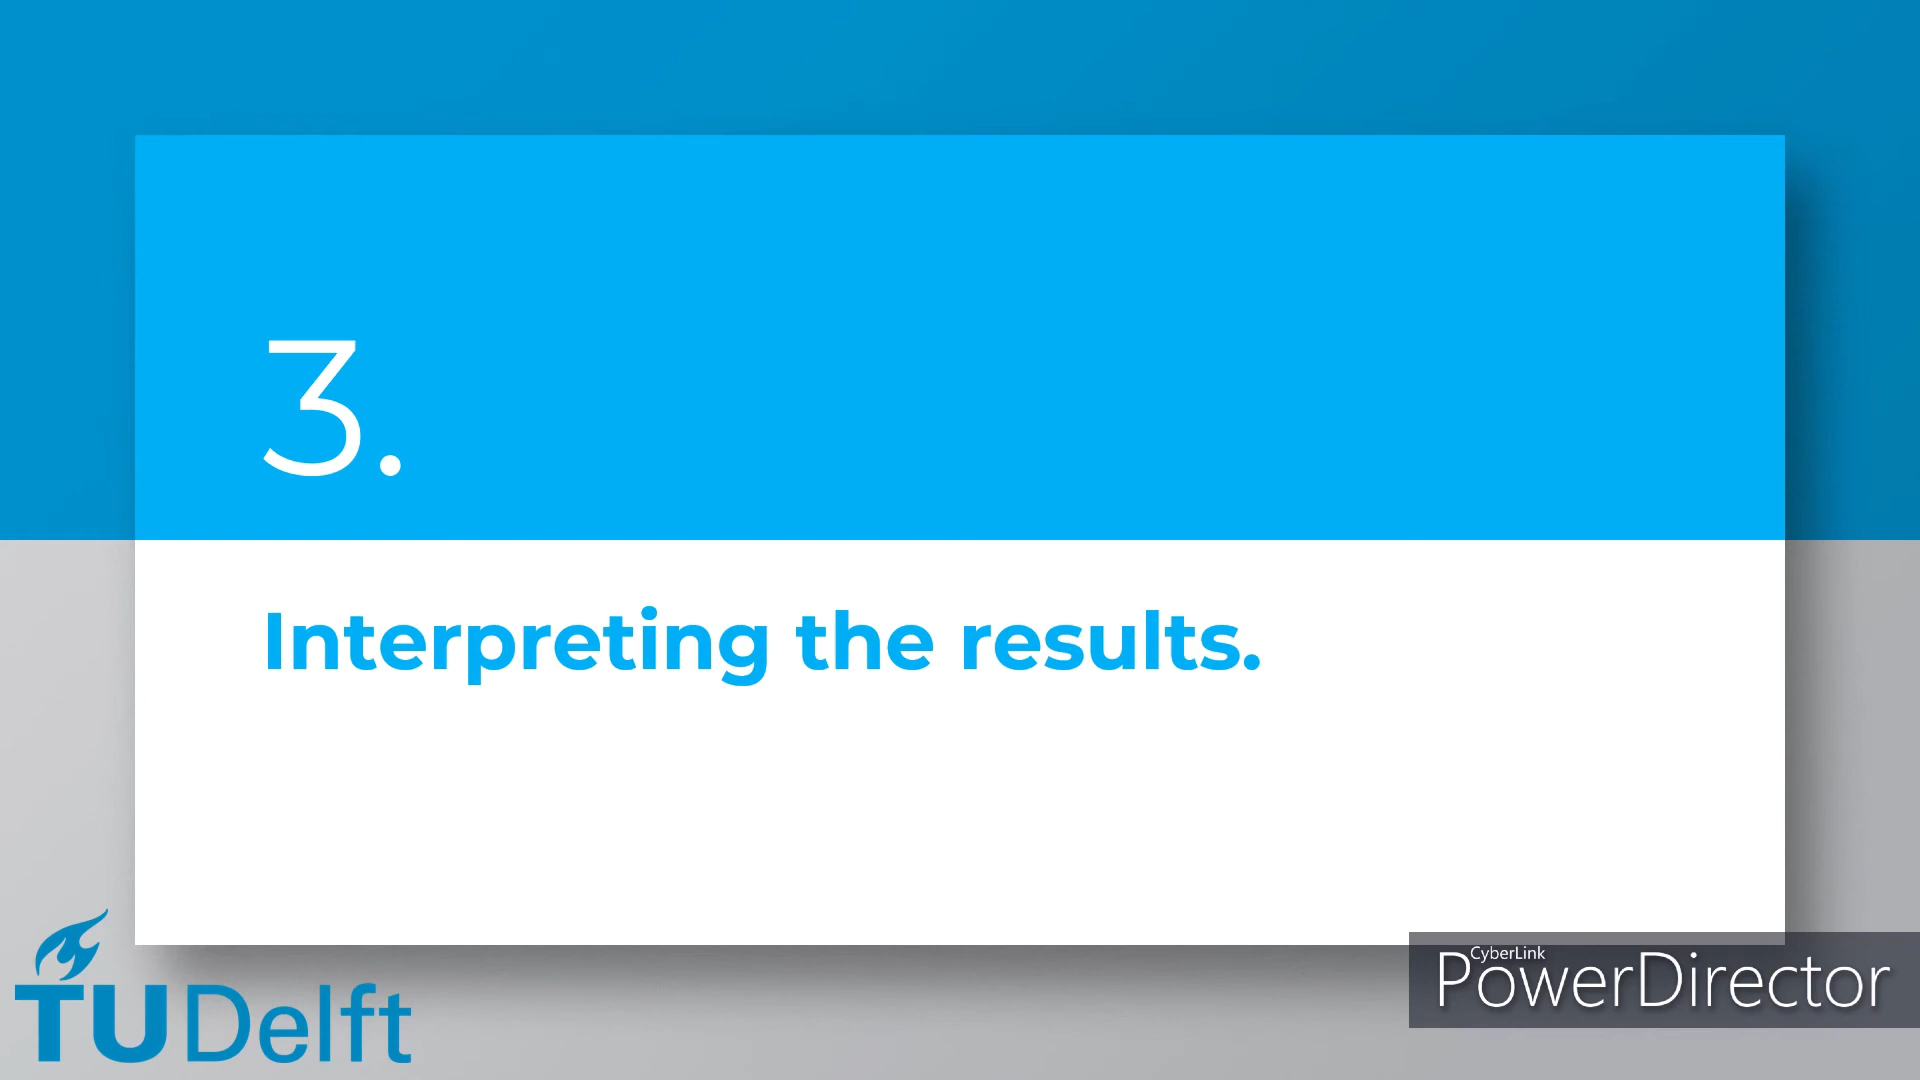 3.
Interpreting the results.
TUDelft
CyberLink
PowerDirector